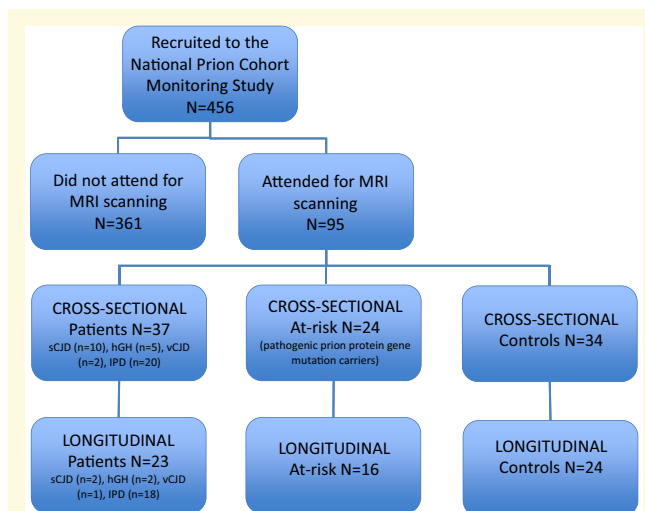 Recruited to the
National Prion Cohort
Monitoring Study
N=456
Did not attend for
MRI scanning
N=361
Attended for MRI
scanning
N=95
CROSS-SECTIONAL
Patients N=37
sCJD (n=10), hGH (n=5), vCJD
(n=2), IPD (n=20)
CROSS-SECTIONAL
At-risk N=24
(pathogenic prion protein gene
mutation carriers)
CROSS-SECTIONAL
Controls N=34
LONGITUDINAL
Patients N=23
sCJD (n=2), hGH (n=2), vCJD
(n=1), IPD (n=18)
LONGITUDINAL
At-risk N=16
LONGITUDINAL
Controls N=24